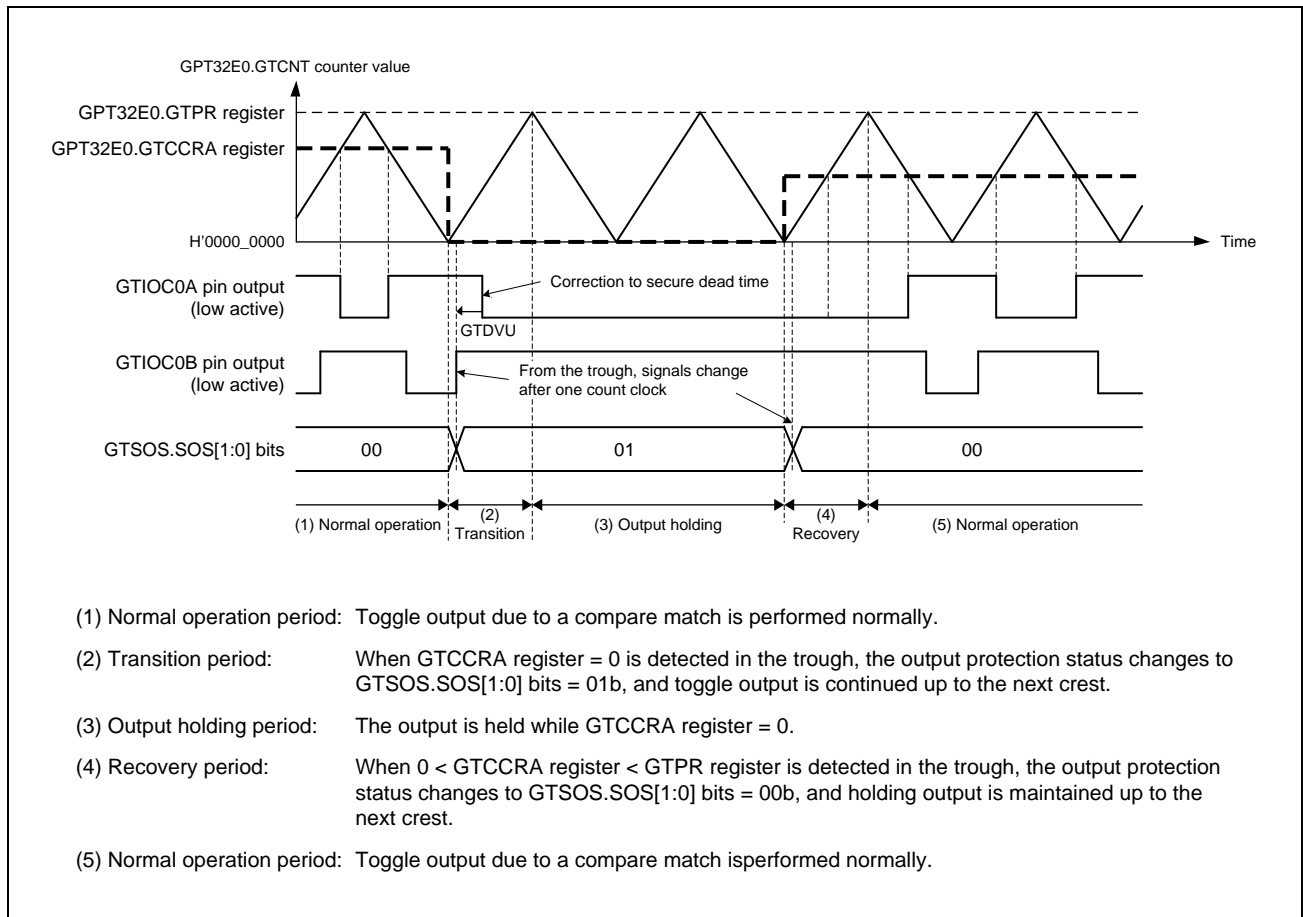 GPT32E0.GTCNT counter value
GPT32E0.GTPR register
GPT32E0.GTCCRA register
H'0000_0000
Time
GTIOC0A pin output
(low active)
Correction to secure dead time
GTDVU
GTIOC0B pin output
(low active)
From the trough, signals change
after one count clock
GTSOS.SOS[1:0] bits
00
01
00
(1) Normal operation
(2)
Transition
(3) Output holding
(4)
Recovery
(5) Normal operation
(1) Normal operation period: Toggle output due to a compare match is performed normally.
(2) Transition period: When GTCCRA register = 0 is detected in the trough, the output protection status changes to
GTSOS.SOS[1:0] bits = 01b, and toggle output is continued up to the next crest.
(3) Output holding period: The output is held while GTCCRA register = 0.
(4) Recovery period: When 0 < GTCCRA register < GTPR register is detected in the trough, the output protection
status changes to GTSOS.SOS[1:0] bits = 00b, and holding output is maintained up to the
next crest.
(5) Normal operation period: Toggle output due to a compare match isperformed normally.